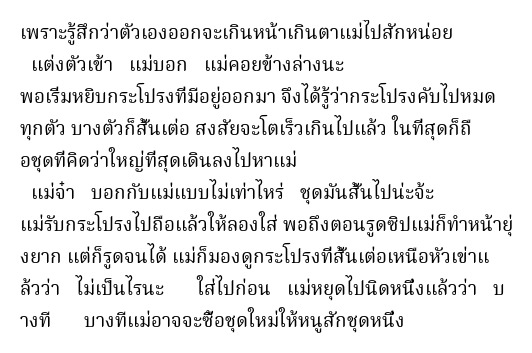 เพราะรู้สึกว่าตัวเองออกจะเกินหน้าเกินตาแม่ไปสักหน่อย
แต่งตัวเข้า แม่บอก แม่คอยข้างล่างนะ
พอเริ่มหยิบกระโปรงที่มีอยู่ออกมา จึงได้รู้ว่ากระโปรงคับไปหมด
ทุกตัว บางตัวก็สั้นเต่อ สงสัยจะโตเร็วเกินไปแล้ว ในที่สุดก็ถื
อชุดที่คิดว่าใหญ่ที่สุดเดินลงไปหาแม่
แม่จ๋า บอกกับแม่แบบไม่เท่าไหร่ ชุดมันสั้นไปน่ะจ้ะ
แม่รับกระโปรงไปถือแล้วให้ลองใส่ พอถึงตอนรูดซิปแม่ก็ทำหน้ายุ่
งยาก แต่ก็รูดจนได้ แม่ก็มองดูกระโปรงที่สั้นเต่อเหนือหัวเข่าแ
ล้วว่า ไม่เป็นไรนะ ใส่ไปก่อน แม่หยุดไปนิดหนึ่งแล้วว่า บ
างที บางทีแม่อาจจะซื้อชุดใหม่ให้หนูสักชุดหนึ่ง